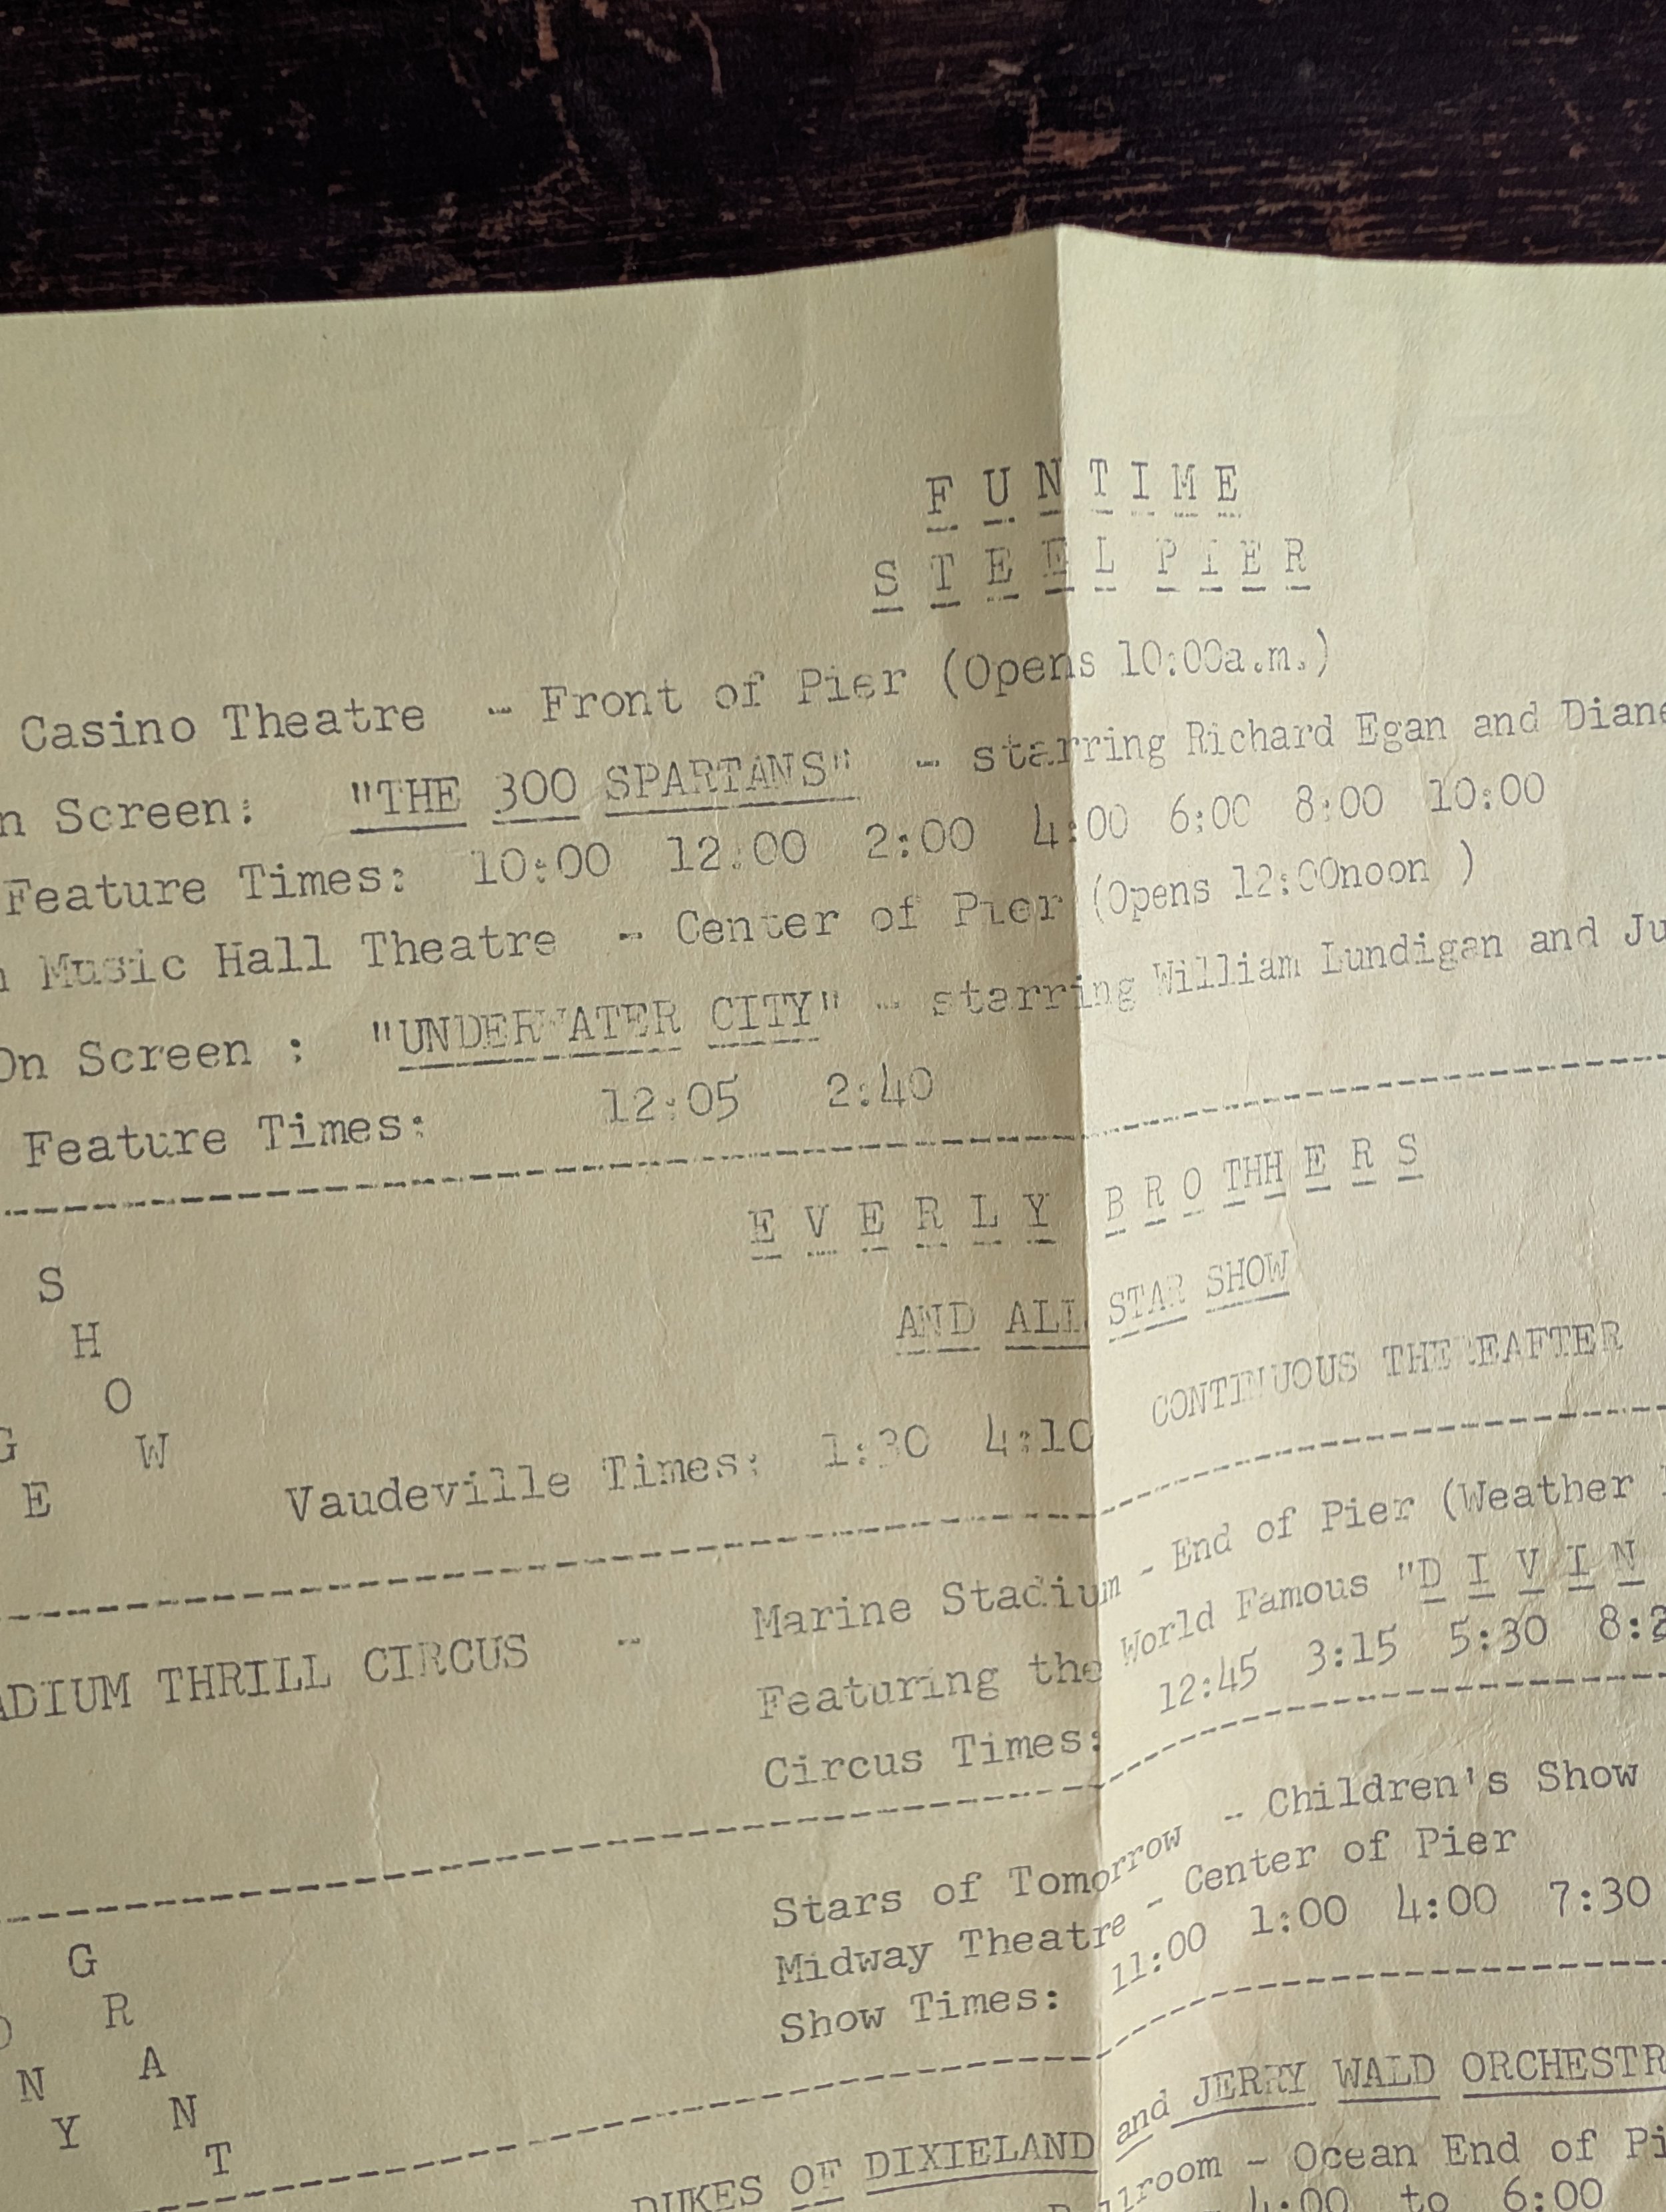 F U N T I M E
S T E E L P I E R
Casino Theatre - Front of Pier (Opens 10:00a.m.)
Screen: "THE 300 SPARTANS" - starring Richard Egan and Diane
Feature Times: 10:00 12:00 2:00 4:00 6:00 8:00 10:00
Music Hall Theatre - Center of Pier (Opens 12:00noon )
On Screen : "UNDERWATER CITY" - starring William Lundigan and
Feature Times: 12:05 2:40
E V E R L Y B R O THH E R S
S
H
AND ALL STAR SHOW
O
G W
E
Vaudeville Times: 1:30 4:10 CONTINUOUS THEREAFTER
THRILL CIRCUS - Marine Stadium - End of Pier (Weather
Featuring the World Famous "D I V I N
Circus Times: 12:45 3:15 5:30
Stars of Tomorrow - Children's Show
G
Midway Theatre - Center of Pier
R
Show Times: 11:00 1:00 4:00 7:30
N A
Y N
T
DUKES OF DIXIELAND and JERRY WALD
- Ocean End of
4:00 to 6:00